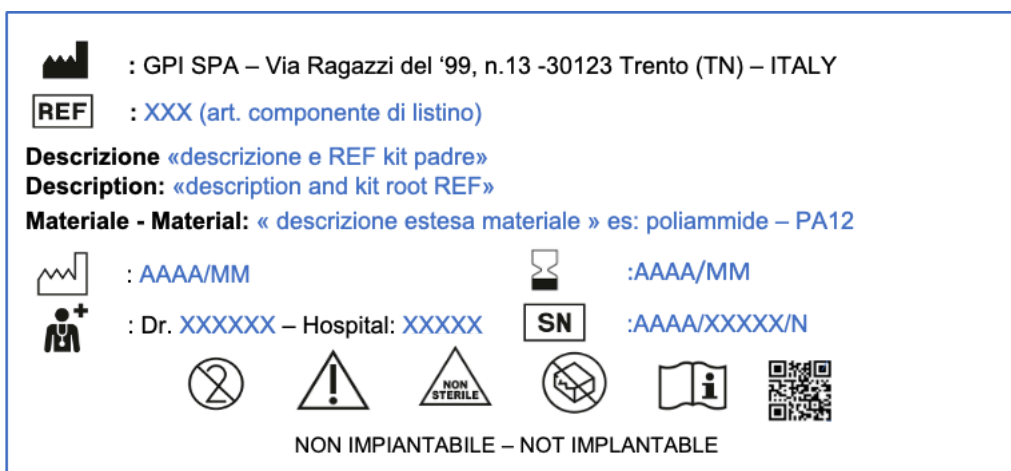 : GPI SPA – Via Ragazzi del ‘99, n.13 -30123 Trento (TN) – ITALY
REF : XXX (art. componente di listino)
Descrizione «descrizione e REF kit padre»
Description: «description and kit root REF»
Materiale - Material: « descrizione estesa materiale » es: poliammide – PA12
: AAAA/MM :AAAA/MM
: Dr. XXXXXX – Hospital: XXXXX SN :AAAA/XXXXX/N
2 NON STERILE i
NON IMPIANTABILE – NOT IMPLANTABLE